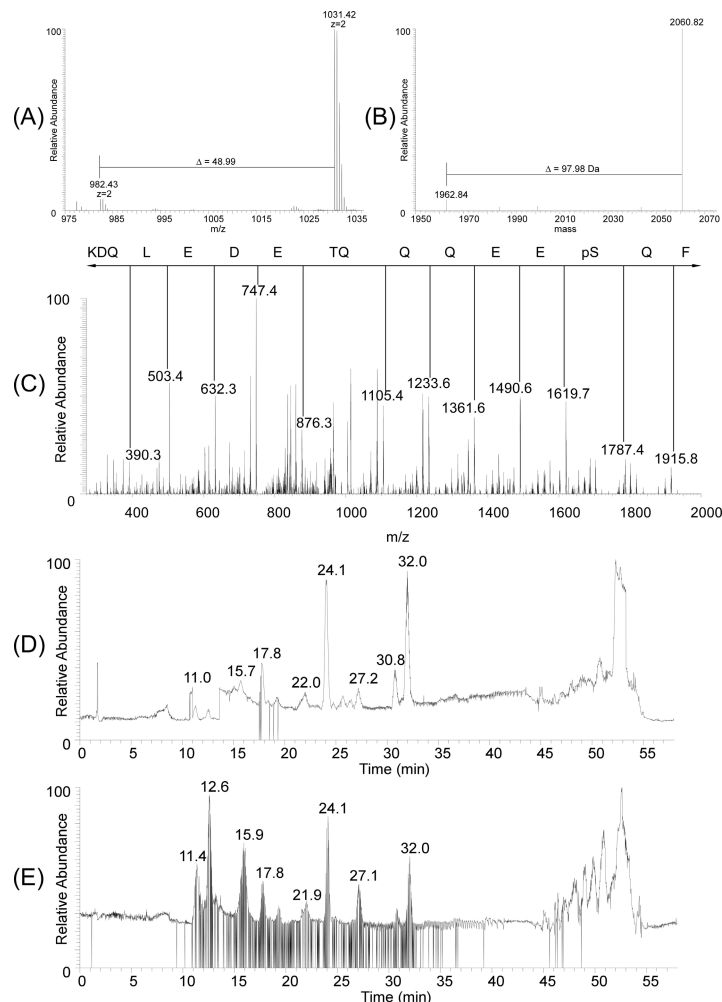 (A)
Relative Abundance
100
0
1031.42
z=2
Δ = 48.99
982.43
z=2
975 985 995 1005 1015 1025 1035
m/z
(B)
Relative Abundance
100
0
2060.82
Δ = 97.98 Da
1962.84
1950 1990 2030 2070
mass
KDQ L E D E TQ Q Q E E pS Q F
(C)
Relative Abundance
100
0
747.4
503.4
632.3
390.3
876.3
1105.4
1233.6
1361.6
1490.6
1619.7
1787.4
1915.8
400 600 800 1000 1200 1400 1600 1800 2000
m/z
(D)
Relative Abundance
100
0
11.0
15.7
17.8
22.0
24.1
27.2
30.8
32.0
0 5 10 15 20 25 30 35 40 45 50 55
Time (min)
(E)
Relative Abundance
100
0
11.4
12.6
15.9
17.8
21.9
24.1
27.1
32.0
0 5 10 15 20 25 30 35 40 45 50 55
Time (min)